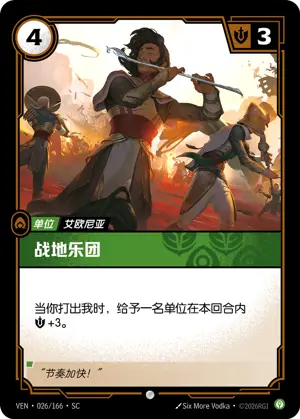 4
3
单位 艾欧尼亚
战地乐团
当你打出我时，给予一名单位在本回合内
+3。
“节奏加快！”
VEN • 026/166 • SC
Six More Vodka • ©2026RGI